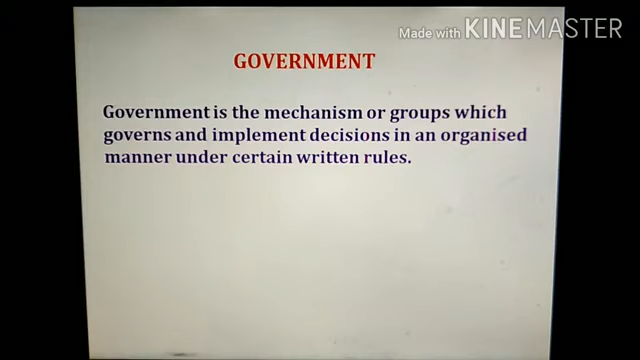 Made with KINEMASTER
GOVERNMENT
Government is the mechanism or groups which
governs and implement decisions in an organised
manner under certain written rules.